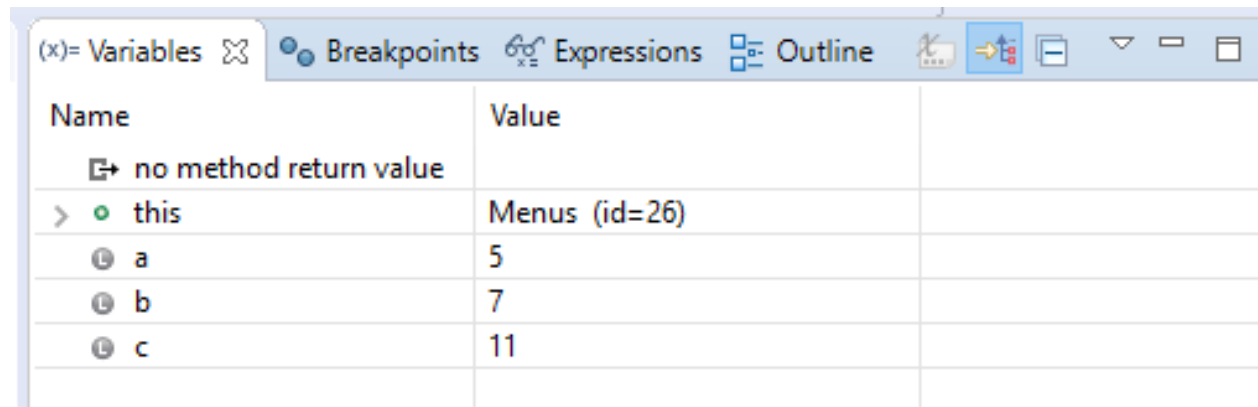 (x)= Variables Breakpoints Expressions Outline
Name Value
no method return value
this Menus (id=26)
a 5
b 7
c 11